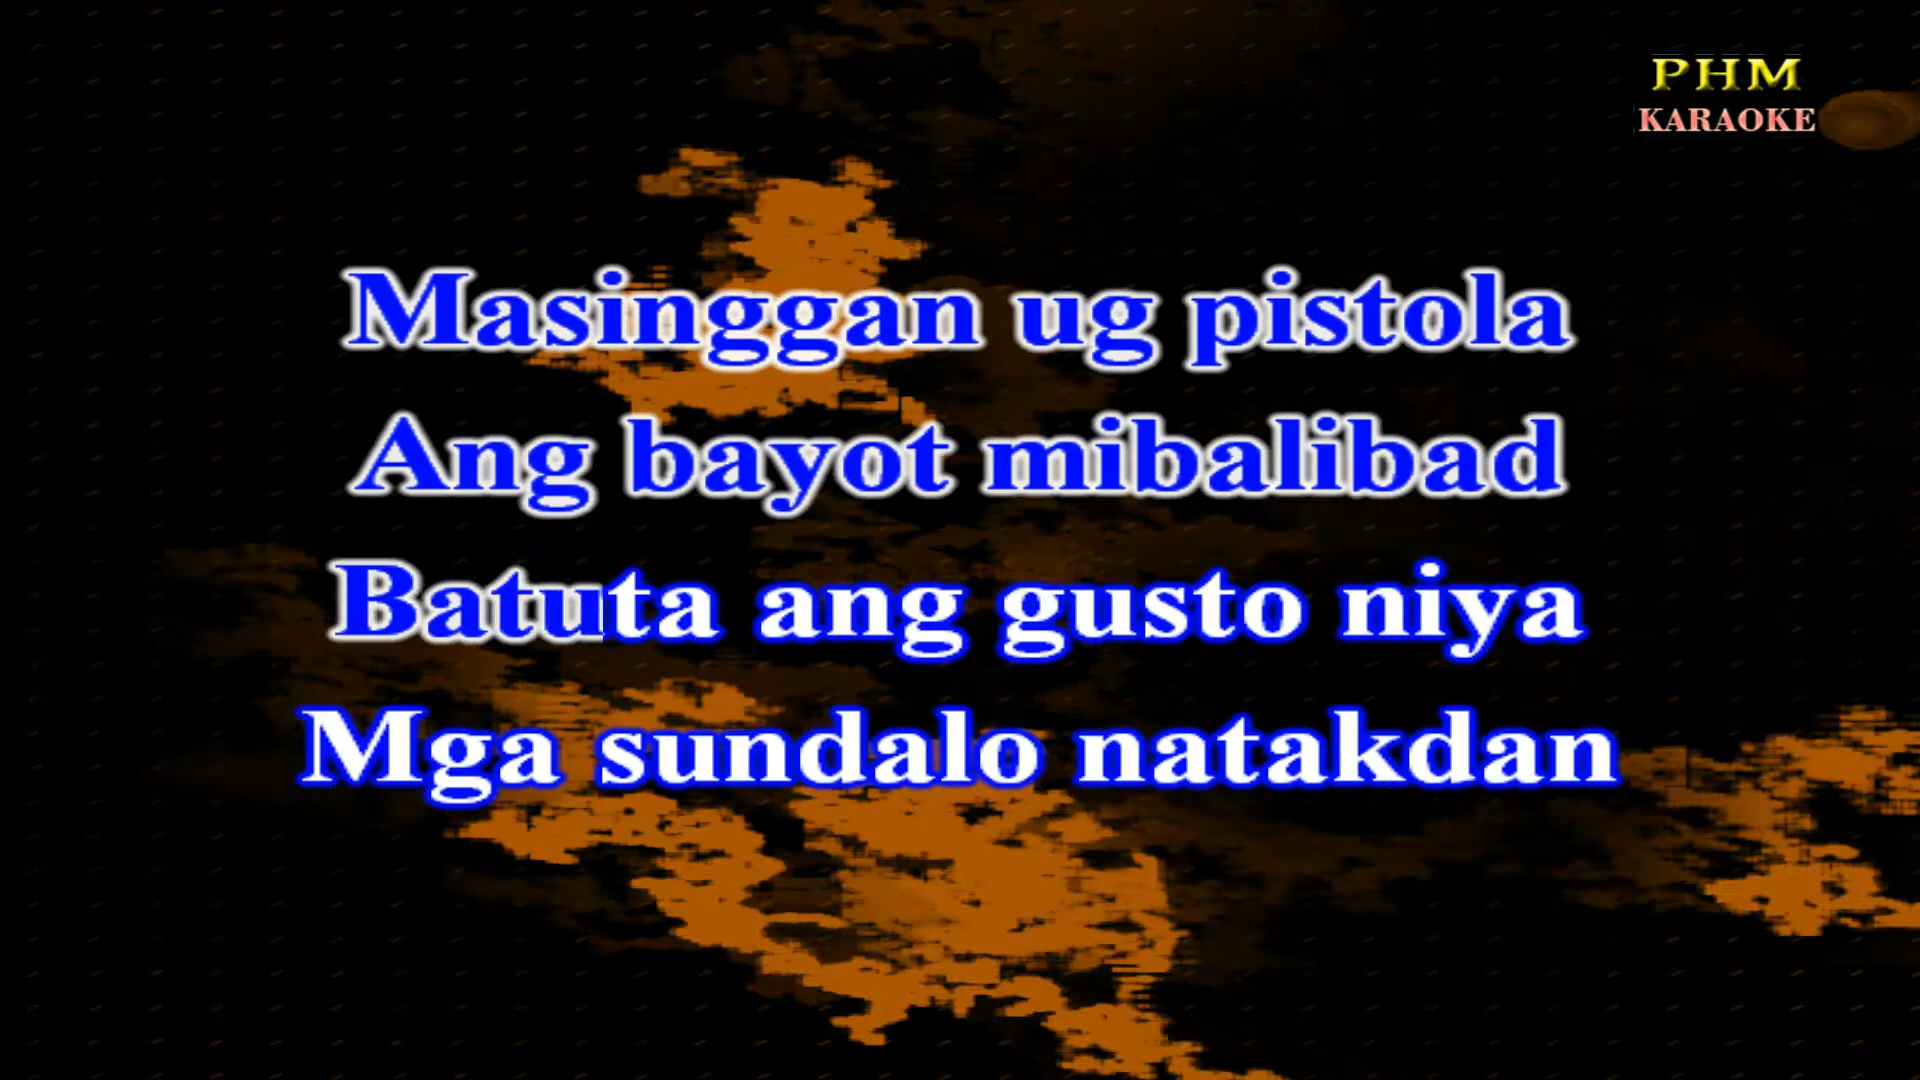 PHM
KARAOKE
Masinggan ug pistola
Ang bayot mibalibad
Batuta ang gusto niya
Mga sundalo natakdan